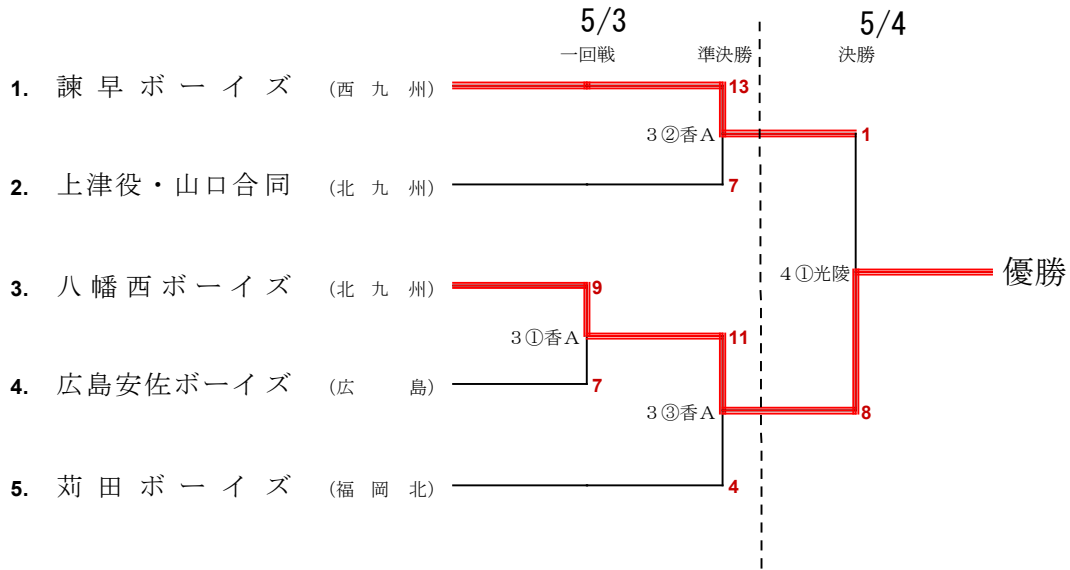 5/3
5/4
一回戦
準決勝
決勝
1. 諫早ボーイズ (西九州)
13
3②香A
1
2. 上津役・山口合同 (北九州)
7
4①光陵
優勝
3. 八幡西ボーイズ (北九州)
9
3①香A
11
4. 広島安佐ボーイズ (広島)
7
3③香A
8
5. 苅田ボーイズ (福岡北)
4